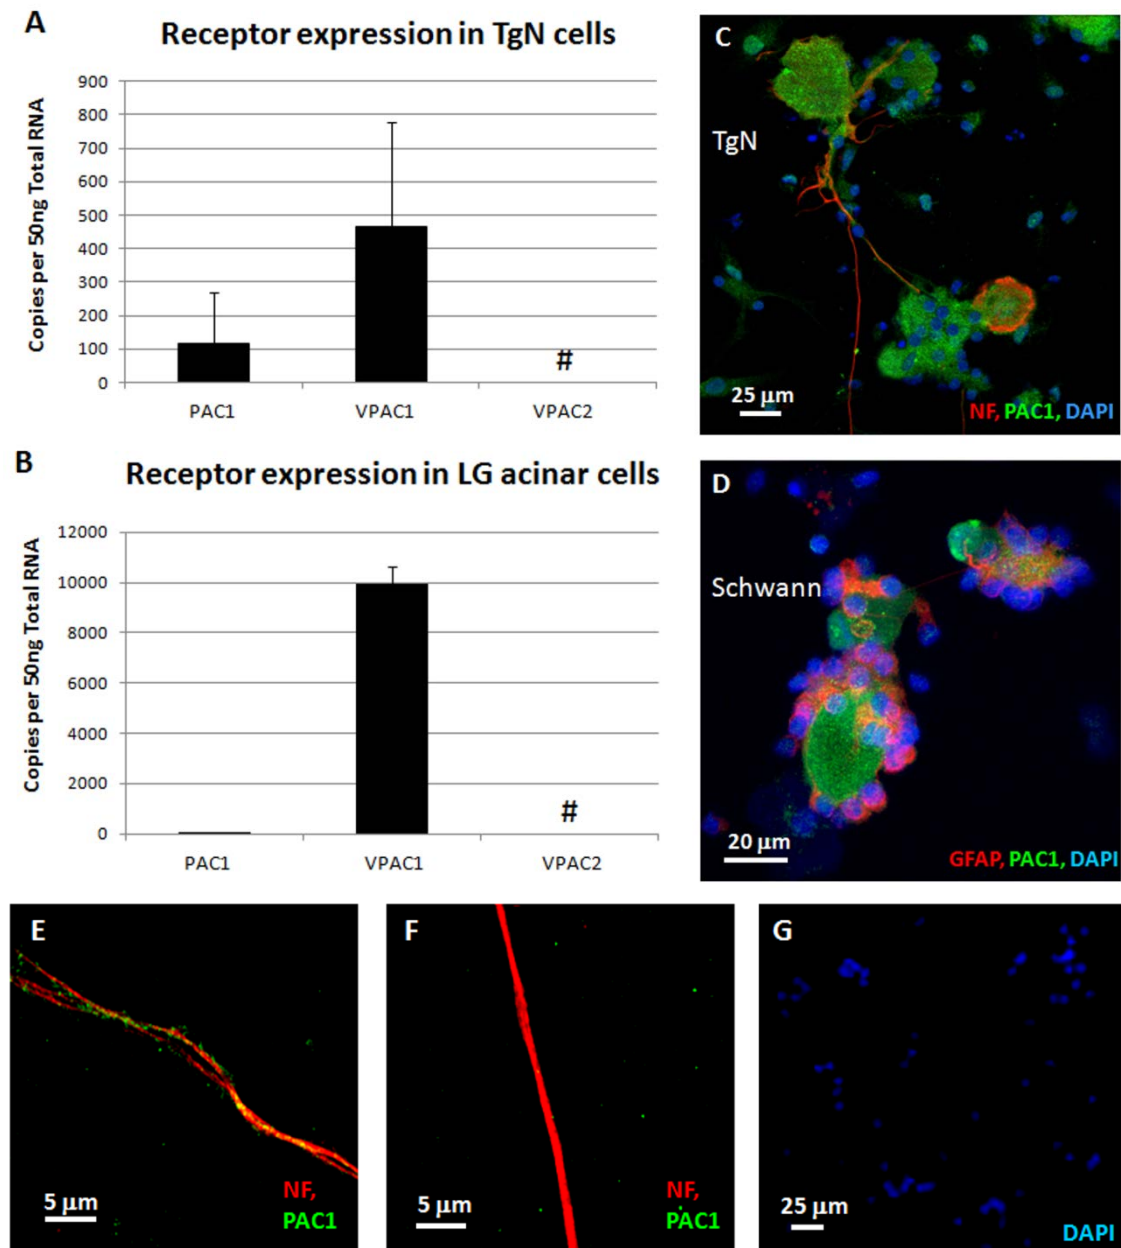 A
Receptor expression in TgN cells
Copies per 50ng Total RNA
900
800
700
600
500
400
300
200
100
0
#
PAC1 VPAC1 VPAC2
B
Receptor expression in LG acinar cells
Copies per 50ng Total RNA
12000
10000
8000
6000
4000
2000
0
#
PAC1 VPAC1 VPAC2
C
TgN
25 μm
NF, PAC1, DAPI
D
Schwann
20 μm
GFAP, PAC1, DAPI
E
5 μm
NF,
PAC1
F
5 μm
NF,
PAC1
G
25 μm
DAPI